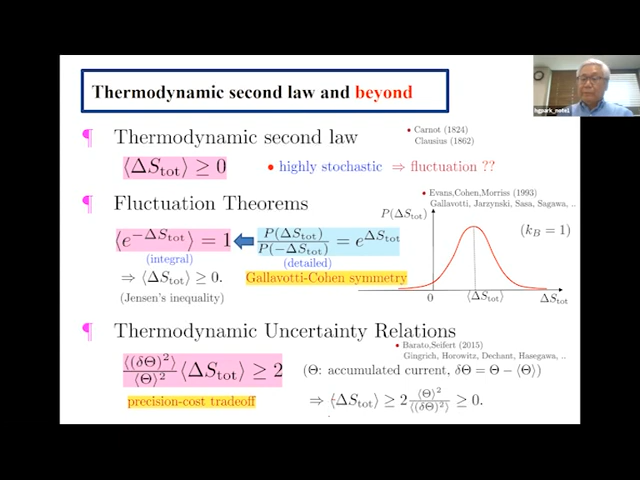 Thermodynamic second law and beyond
hgpark_note1
¶ Thermodynamic second law
• Carnot (1824)
Clausius (1862)
⟨ΔS_tot⟩ ≥ 0
• highly stochastic ⇒ fluctuation ??
¶ Fluctuation Theorems
• Evans,Cohen,Morriss (1993)
Gallavotti, Jarzynski, Sasa, Sagawa, ..
⟨e^{-ΔS_tot}⟩ = 1
P(ΔS_tot)/P(-ΔS_tot) = e^{ΔS_tot}
(integral)
(detailed)
⇒ ⟨ΔS_tot⟩ ≥ 0.
Gallavotti-Cohen symmetry
(Jensen's inequality)
P(ΔS_tot)
(k_B = 1)
0
⟨ΔS_tot⟩
ΔS_tot
¶ Thermodynamic Uncertainty Relations
• Barato,Seifert (2015)
Gingrich, Horowitz, Dechant, Hasegawa, ..
⟨(δΘ)²⟩/⟨Θ⟩² ⟨ΔS_tot⟩ ≥ 2
(Θ: accumulated current, δΘ = Θ − ⟨Θ⟩)
precision-cost tradeoff
⇒ ⟨ΔS_tot⟩ ≥ 2 ⟨Θ⟩²/⟨(δΘ)²⟩ ≥ 0.